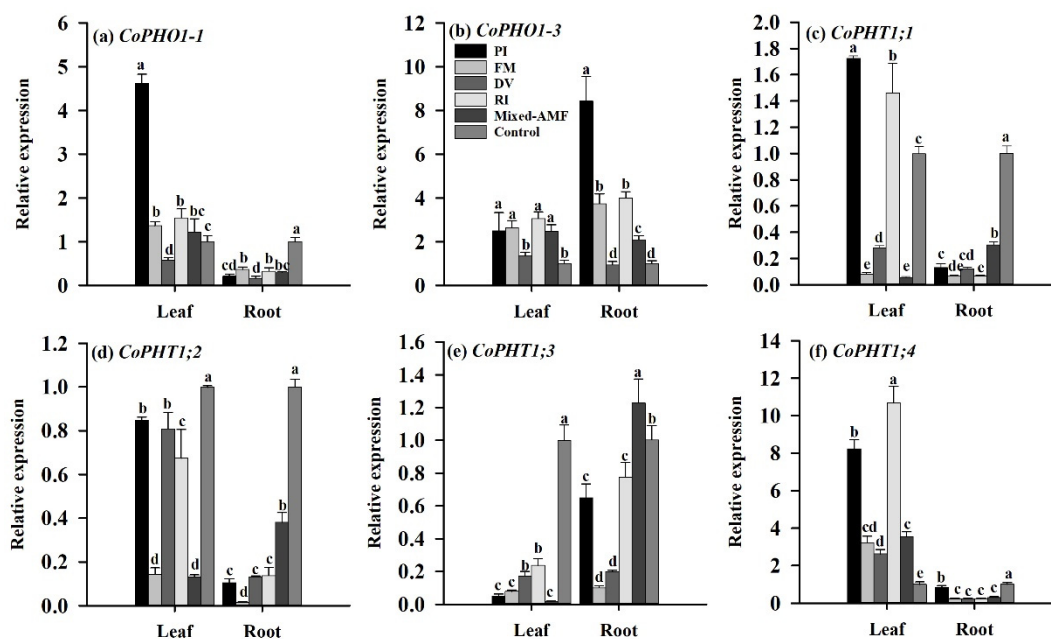 (a) CoPHO1-1
Relative expression
6
5
4
3
2
1
0
a
b
d
b
bc
c
cd
b
d
b
bc
a
Leaf
Root
(b) CoPHO1-3
PI
FM
DV
RI
Mixed-AMF
Control
Relative expression
12
10
8
6
4
2
0
a
a
b
a
a
b
a
b
d
b
c
d
Leaf
Root
(c) CoPHT1;1
Relative expression
2.0
1.8
1.6
1.4
1.2
1.0
0.8
0.6
0.4
0.2
0.0
a
e
d
b
e
c
c
de
cd
e
b
a
Leaf
Root
(d) CoPHT1;2
Relative expression
1.2
1.0
0.8
0.6
0.4
0.2
0.0
b
d
b
c
d
a
c
d
c
c
b
a
Leaf
Root
(e) CoPHT1;3
Relative expression
1.6
1.4
1.2
1.0
0.8
0.6
0.4
0.2
0.0
c
c
b
b
c
a
c
d
d
c
a
b
Leaf
Root
(f) CoPHT1;4
Relative expression
14
12
10
8
6
4
2
0
b
cd
d
a
c
e
b
c
c
c
c
a
Leaf
Root